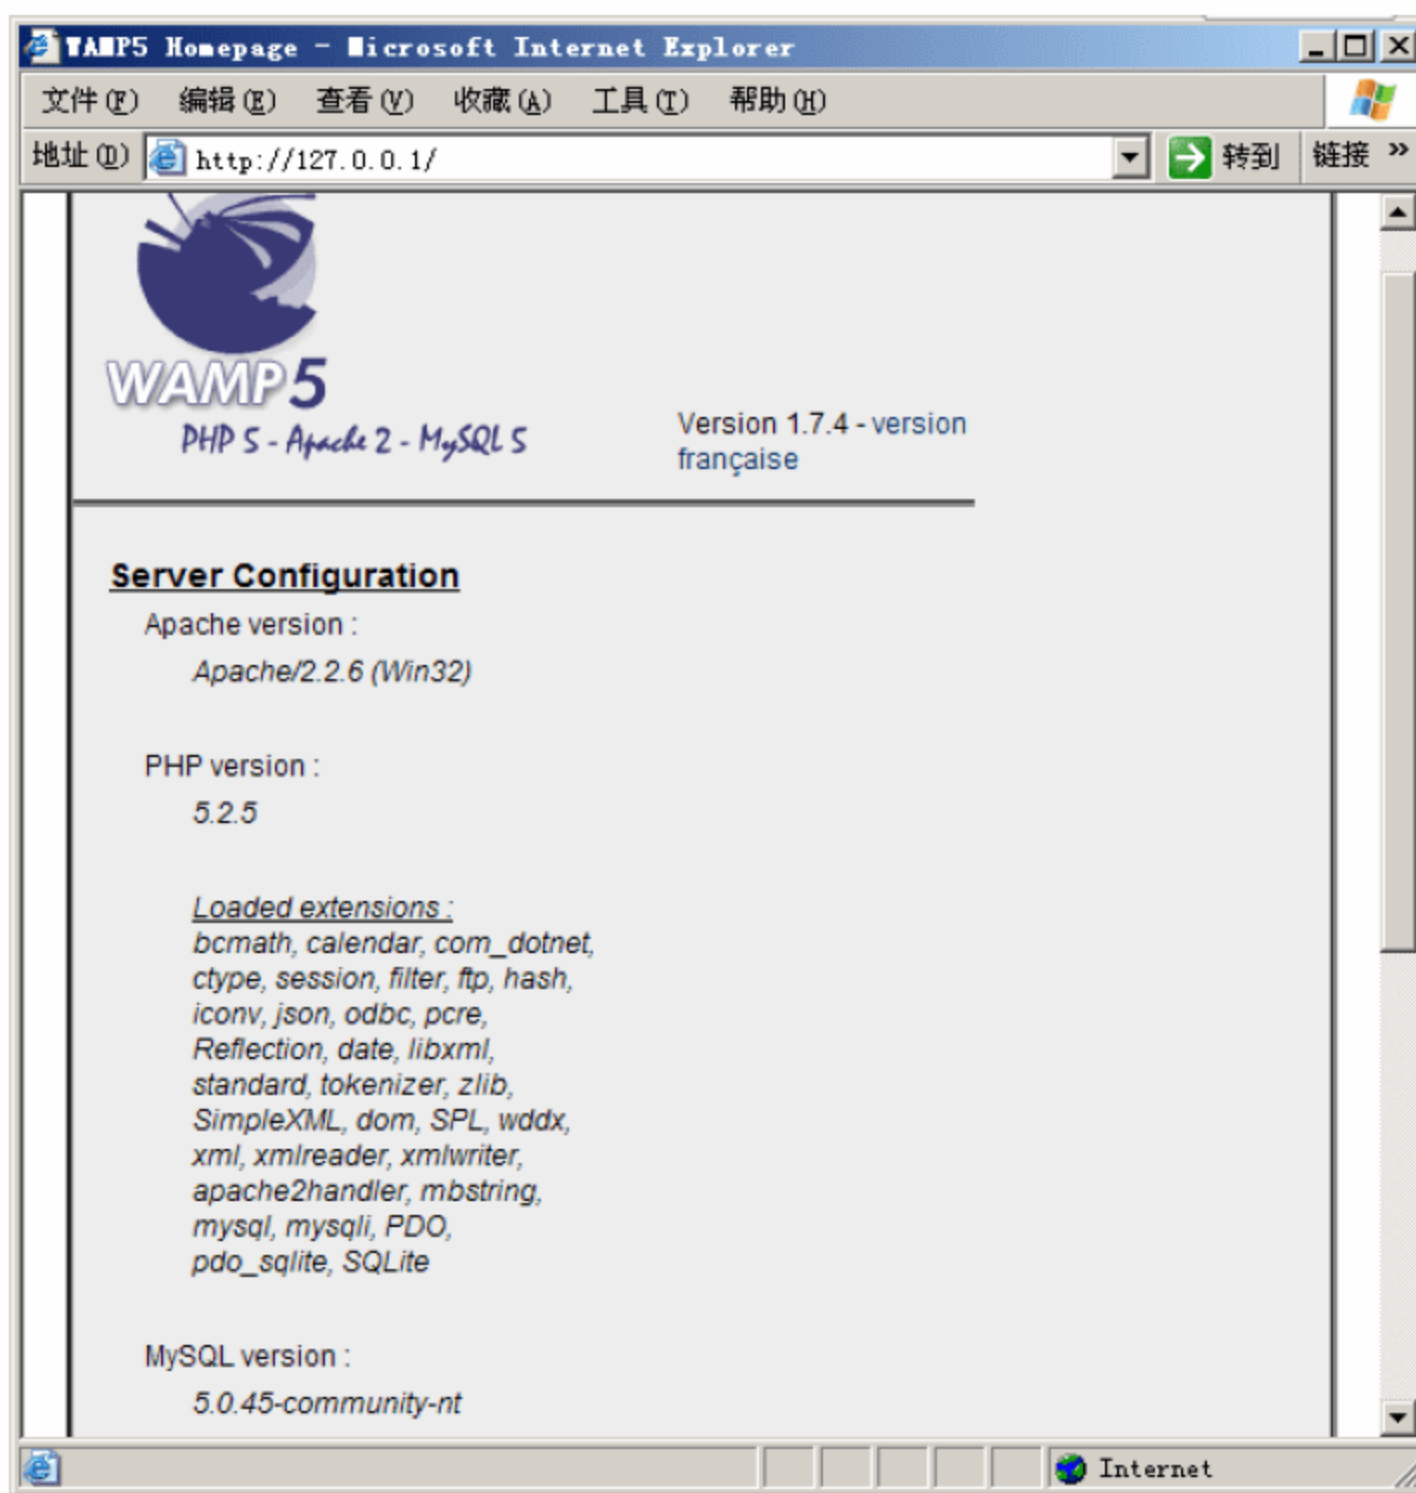 WAMP5 Homepage - Microsoft Internet Explorer
文件(F) 编辑(E) 查看(V) 收藏(A) 工具(T) 帮助(H)
地址(D) http://127.0.0.1/ 转到 链接 »
WAMP5
PHP 5 - Apache 2 - MySQL 5
Version 1.7.4 - version
française
Server Configuration
Apache version :
Apache/2.2.6 (Win32)
PHP version :
5.2.5
Loaded extensions :
bcmath, calendar, com_dotnet,
ctype, session, filter, ftp, hash,
iconv, json, odbc, pcre,
Reflection, date, libxml,
standard, tokenizer, zlib,
SimpleXML, dom, SPL, wddx,
xml, xmlreader, xmlwriter,
apache2handler, mbstring,
mysql, mysqli, PDO,
pdo_sqlite, SQLite
MySQL version :
5.0.45-community-nt
Internet